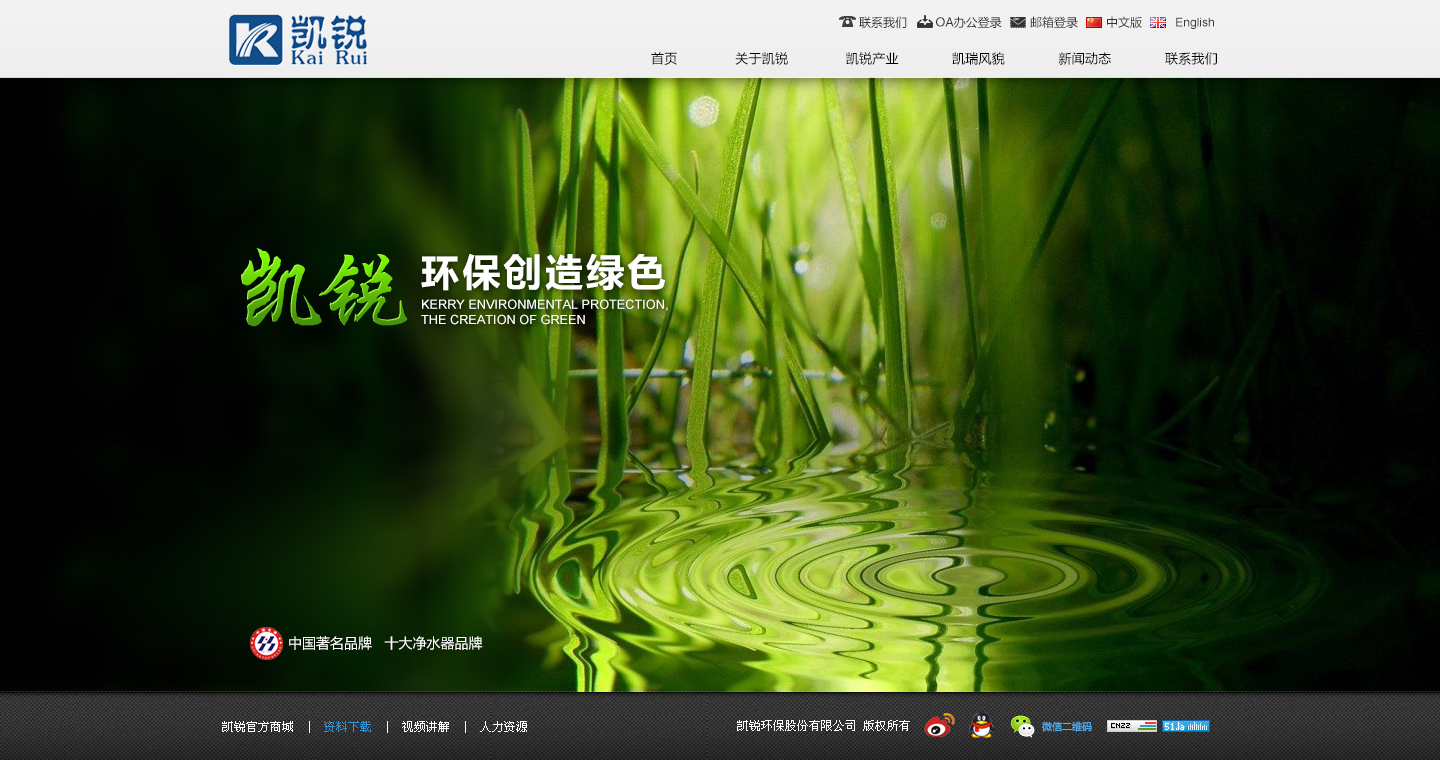 凯锐
Kai Rui
联系我们 OA办公登录 邮箱登录 中文版 English
首页 关于凯锐 凯锐产业 凯瑞风貌 新闻动态 联系我们
凯锐 环保创造绿色
KERRY ENVIRONMENTAL PROTECTION,
THE CREATION OF GREEN
中国著名品牌 十大净水器品牌
凯锐官方商城 | 资料下载 | 视频讲解 | 人力资源
凯锐环保股份有限公司 版权所有 微信二维码 CNZZ 51.la